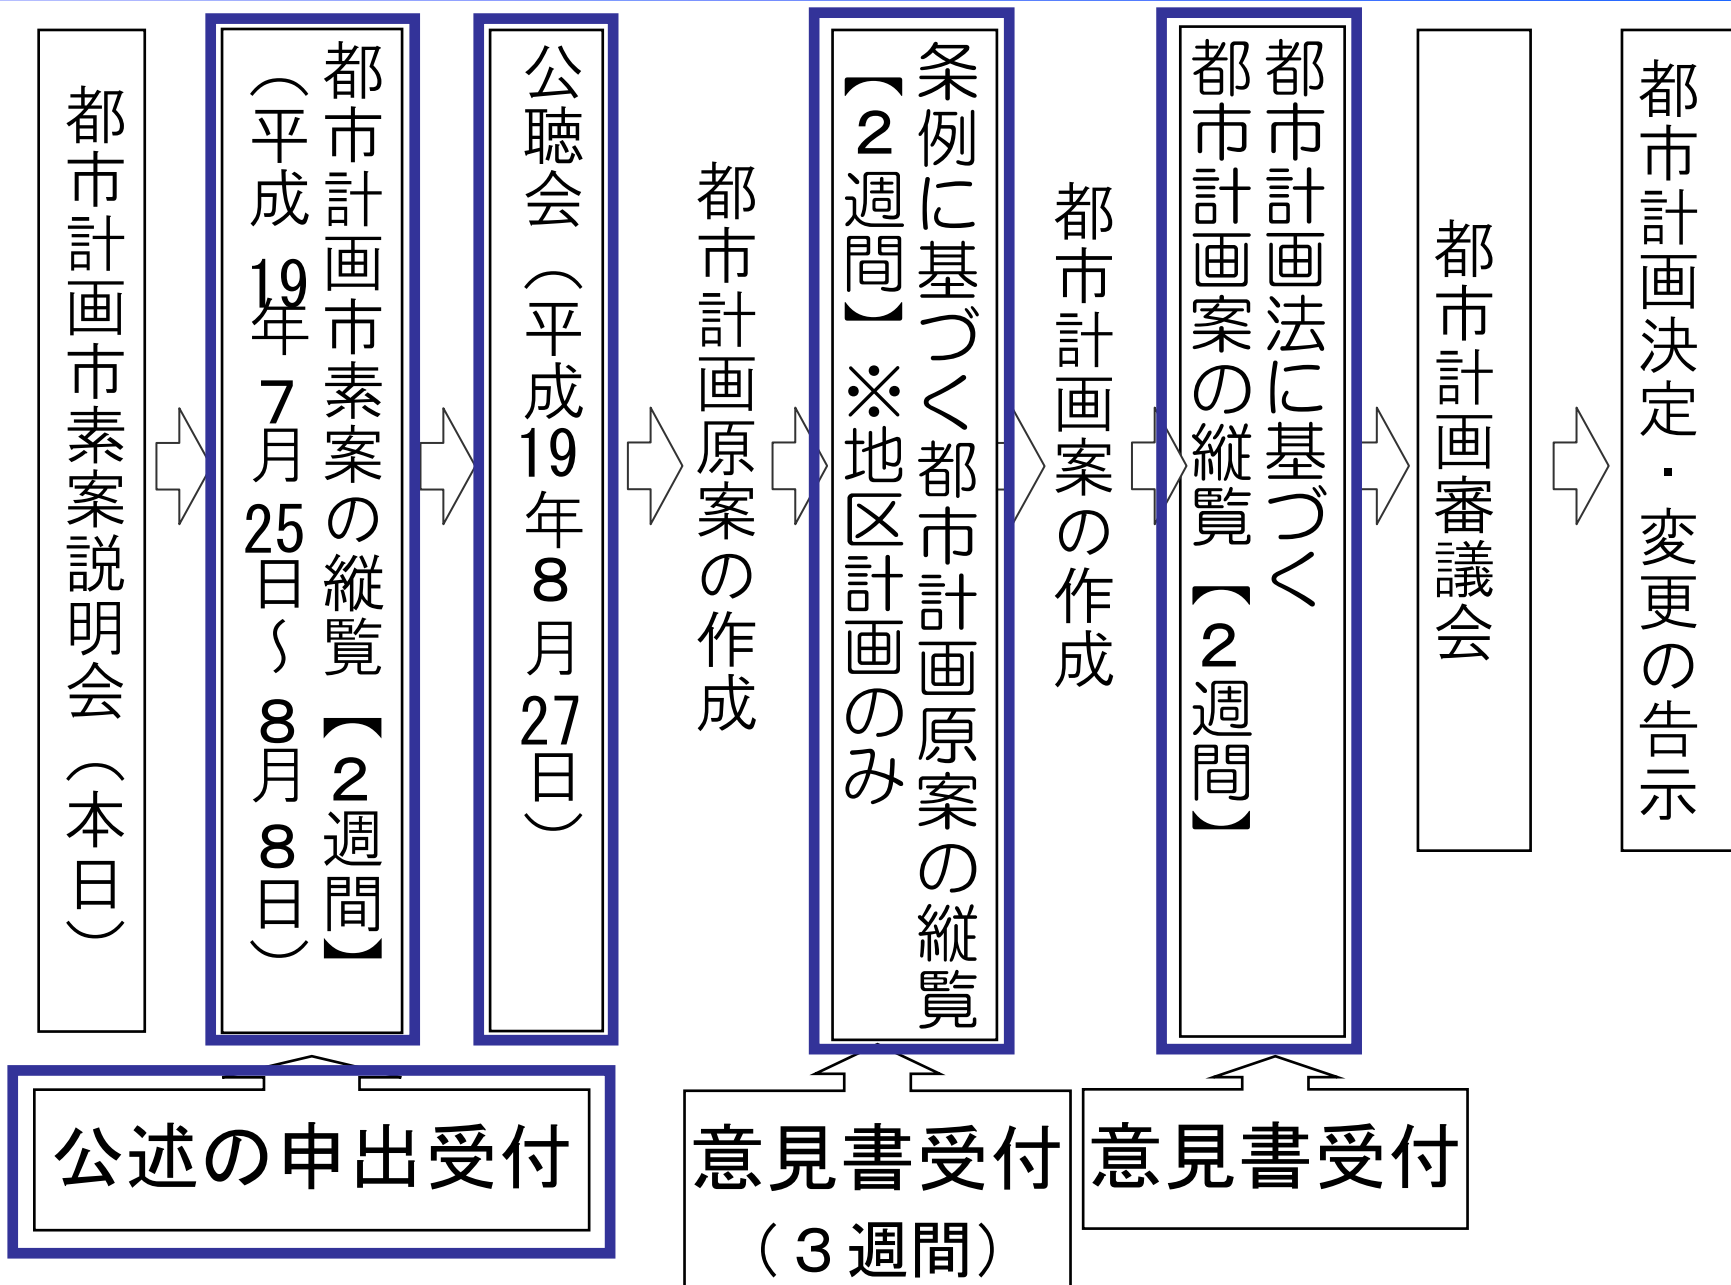 都市計画市素案説明会（本日）
都市計画市素案の縦覧【２週間】
（平成19年7月25日～８月８日）
公聴会（平成19年８月27日）
都市計画原案の作成
条例に基づく都市計画原案の縦覧
【２週間】※地区計画のみ
都市計画案の作成
都市計画法に基づく
都市計画案の縦覧【２週間】
都市計画審議会
都市計画決定・変更の告示
公述の申出受付
意見書受付
（３週間）
意見書受付